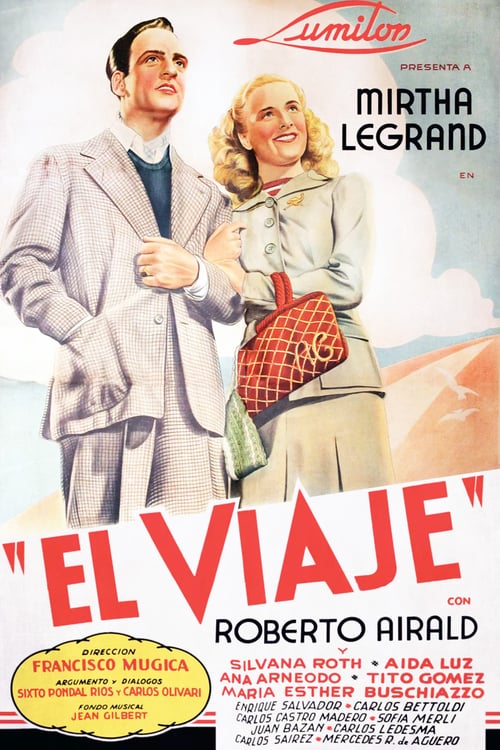 Lumiton
PRESENTA A
MIRTHA
LEGRAND
EN
RG
"EL VIAJE"
CON
ROBERTO AIRALD
Y
SILVANA ROTH • AIDA LUZ
ANA ARNEODO • TITO GOMEZ
MARIA ESTHER BUSCHIAZZO
ENRIQUE SALVADOR • CARLOS BETTOLDI
CARLOS CASTRO MADERO • SOFIA MERLI
JUAN BAZAN • CARLOS LEDESMA
CARLOS SAIREZ • MERCEDES R. de AGUERO
DIRECCION
FRANCISCO MUGICA
ARGUMENTO y DIALOGOS
SIXTO PONDAL RIOS y CARLOS OLIVARI
FONDO MUSICAL
JEAN GILBERT